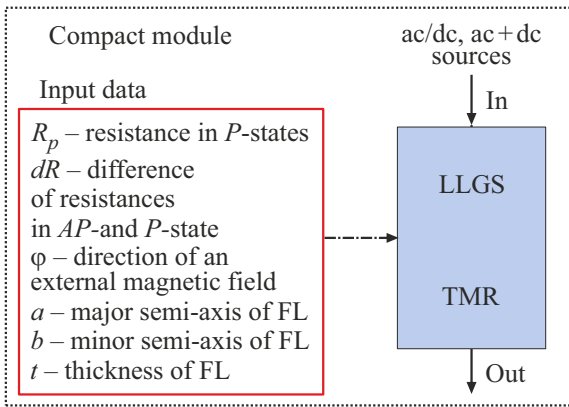 Compact module
ac/dc, ac + dc
sources
Input data
In
R_p – resistance in P-states
dR – difference
of resistances
in AP-and P-state
φ – direction of an
external magnetic field
a – major semi-axis of FL
b – minor semi-axis of FL
t – thickness of FL
LLGS
TMR
Out